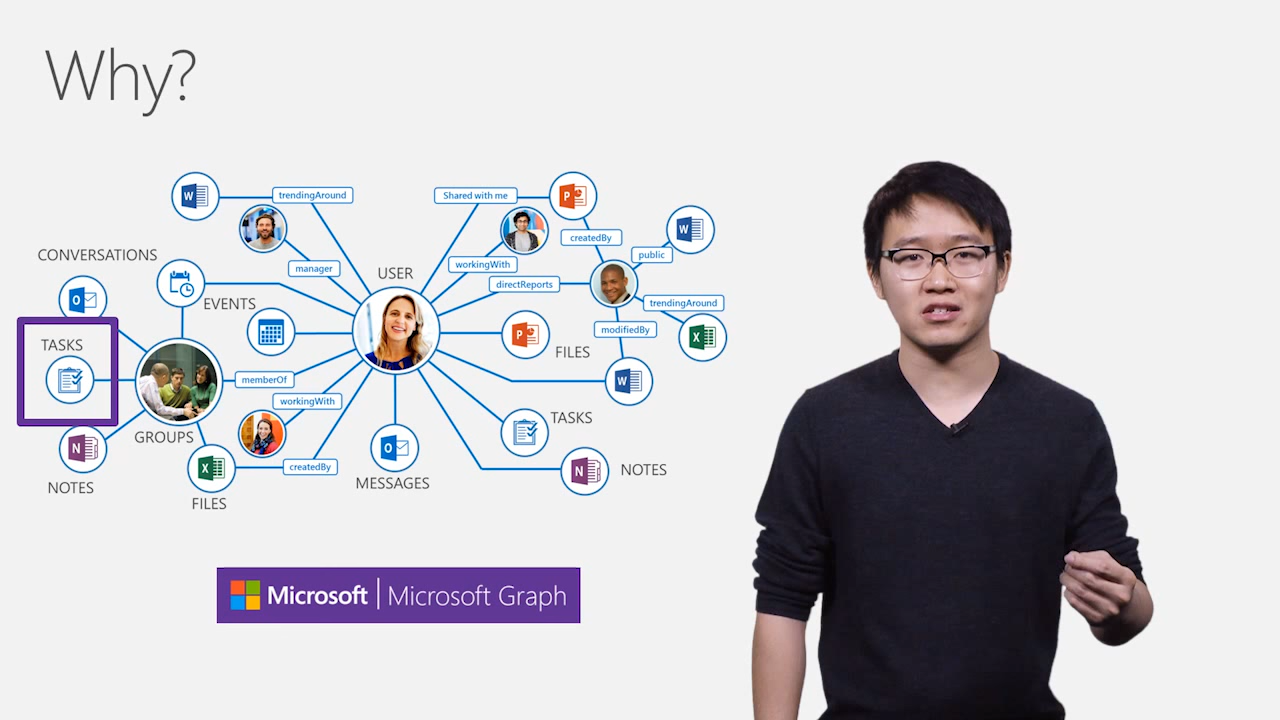 Why?
W
trendingAround
Shared with me
P
W
createdBy
public
CONVERSATIONS
manager
workingWith
USER
directReports
O
EVENTS
trendingAround
TASKS
P
modifiedBy
X
FILES
memberOf
W
workingWith
TASKS
GROUPS
N
O
X
createdBy
N
NOTES
NOTES
MESSAGES
FILES
Microsoft | Microsoft Graph